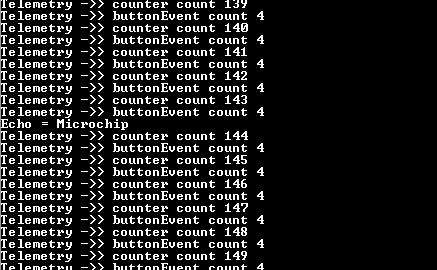 Telemetry ->> counter count 139
Telemetry ->> buttonEvent count 4
Telemetry ->> counter count 140
Telemetry ->> buttonEvent count 4
Telemetry ->> counter count 141
Telemetry ->> buttonEvent count 4
Telemetry ->> counter count 142
Telemetry ->> buttonEvent count 4
Telemetry ->> counter count 143
Telemetry ->> buttonEvent count 4
Echo = Microchip
Telemetry ->> counter count 144
Telemetry ->> buttonEvent count 4
Telemetry ->> counter count 145
Telemetry ->> buttonEvent count 4
Telemetry ->> counter count 146
Telemetry ->> buttonEvent count 4
Telemetry ->> counter count 147
Telemetry ->> buttonEvent count 4
Telemetry ->> counter count 148
Telemetry ->> buttonEvent count 4
Telemetry ->> counter count 149
Telemetry ->> buttonEvent count 4